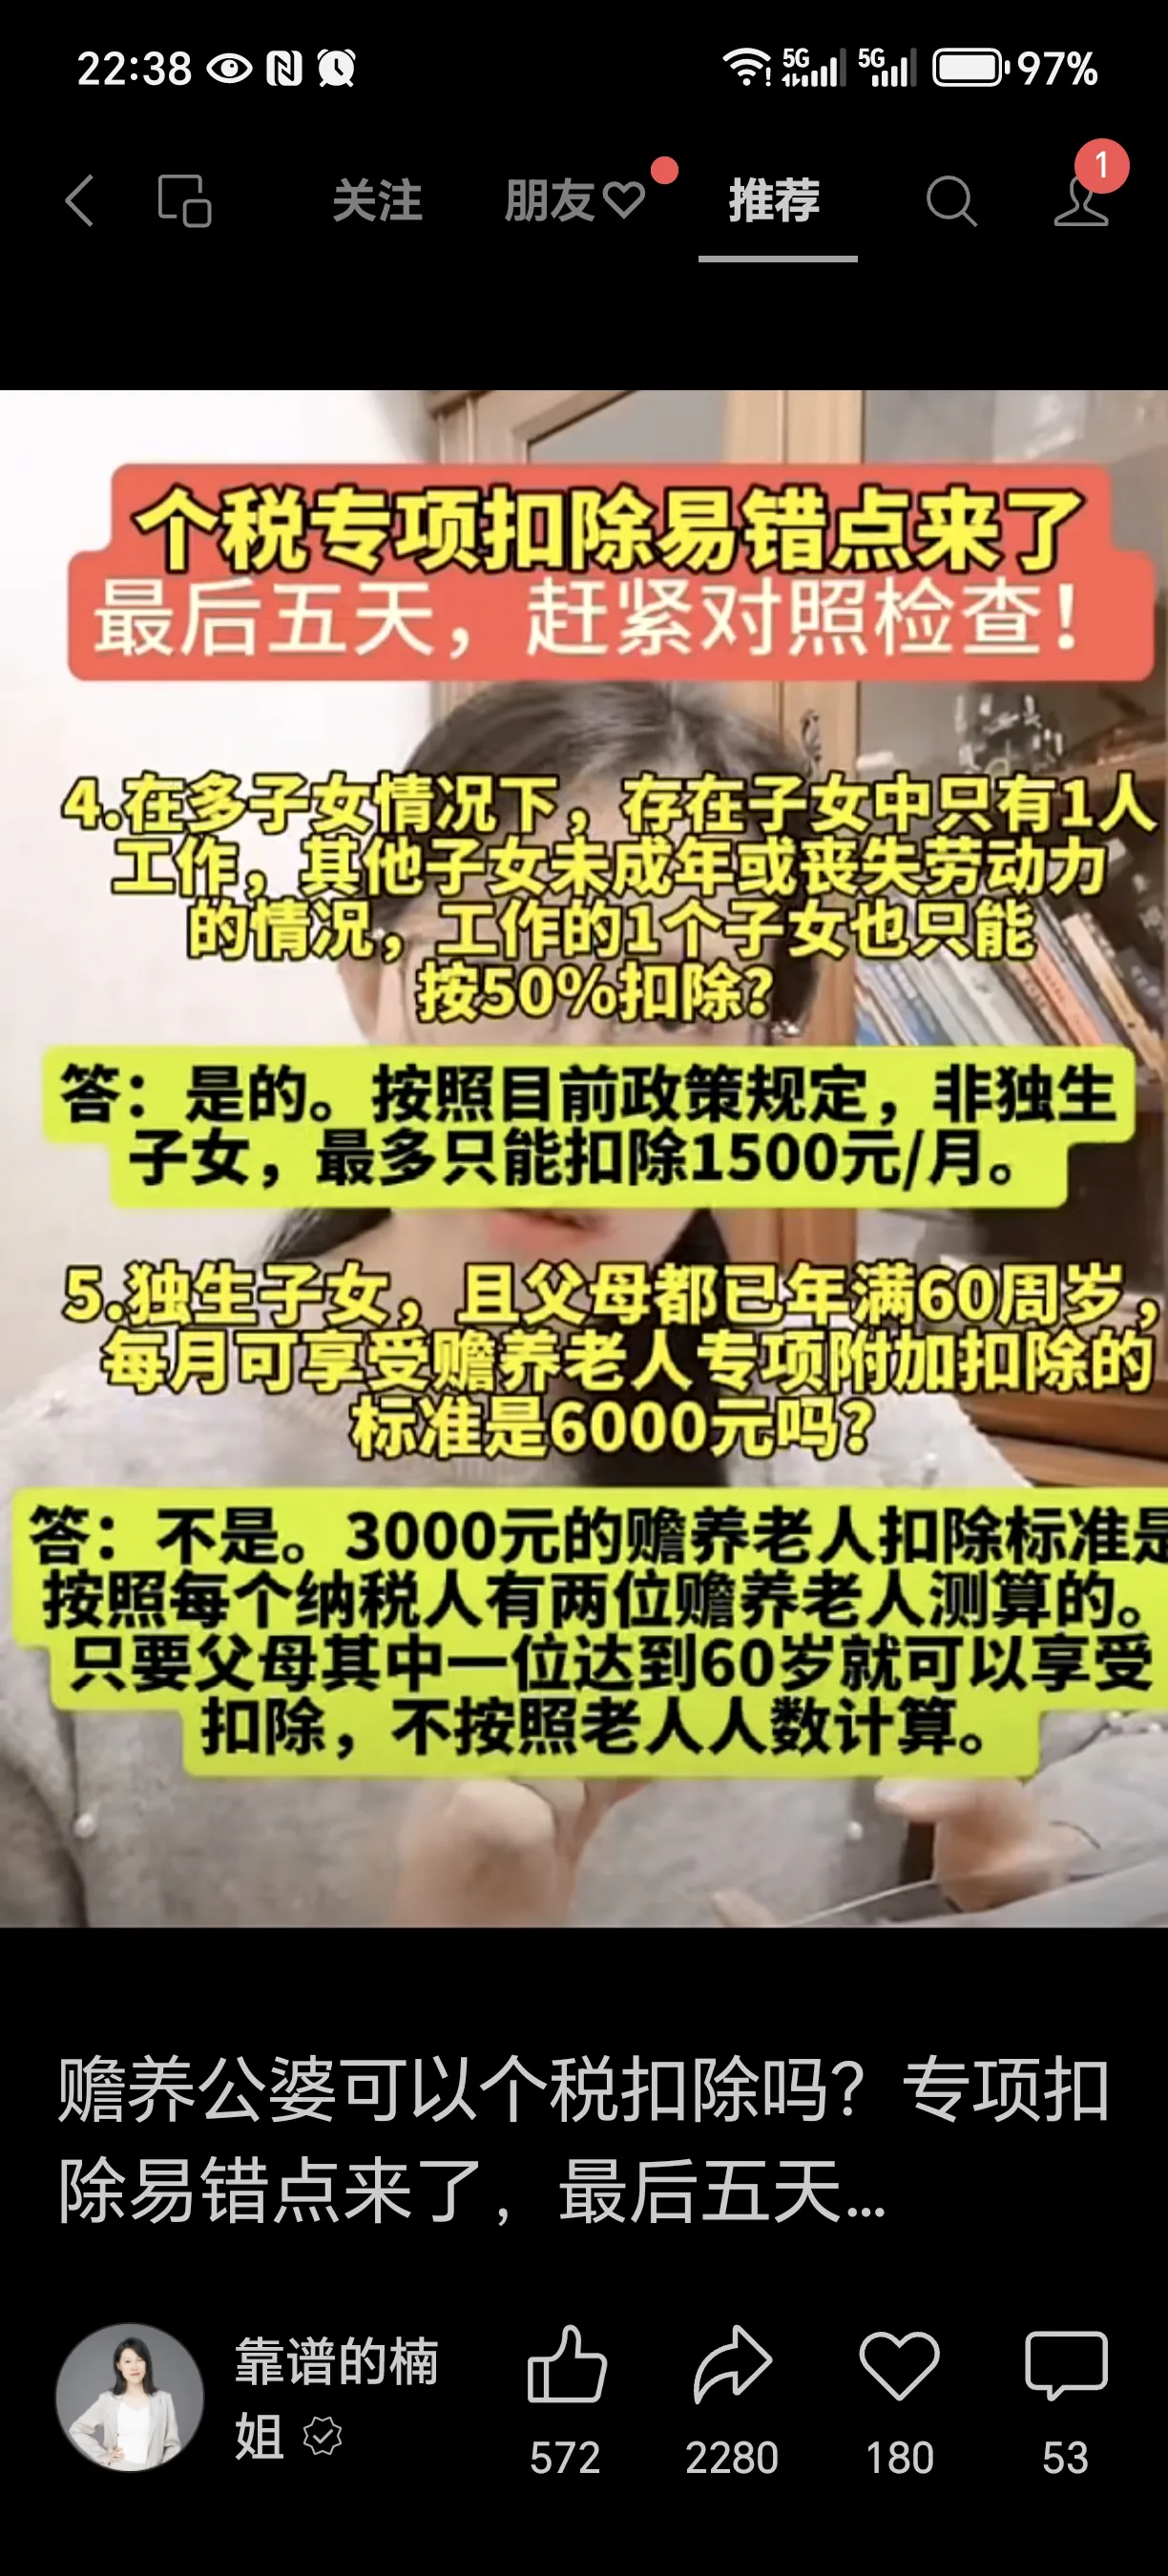 22:38
5G
5G
97%
关注
朋友
推荐
1
个税专项扣除易错点来了
最后五天，赶紧对照检查！
4.在多子女情况下，存在子女中只有1人
工作，其他子女未成年或丧失劳动力
的情况，工作的1个子女也只能
按50%扣除？
答：是的。按照目前政策规定，非独生
子女，最多只能扣除1500元/月。
5.独生子女，且父母都已年满60周岁，
每月可享受赡养老人专项附加扣除的
标准是6000元吗？
答：不是。3000元的赡养老人扣除标准是
按照每个纳税人有两位赡养老人测算的。
只要父母其中一位达到60岁就可以享受
扣除，不按照老人人数计算。
赡养公婆可以个税扣除吗？专项扣
除易错点来了，最后五天...
靠谱的楠
姐
572
2280
180
53